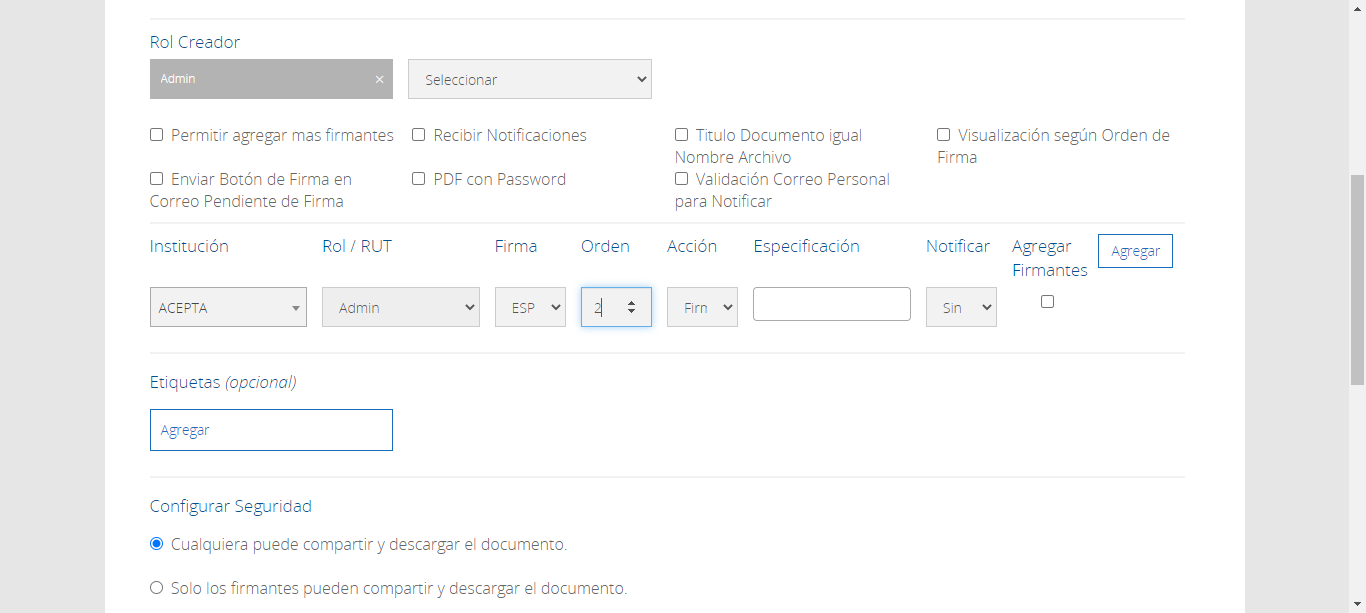 Rol Creador
Admin ×
Seleccionar
Permitir agregar mas firmantes
Recibir Notificaciones
Titulo Documento igual
Nombre Archivo
Visualización según Orden de
Firma
Enviar Botón de Firma en
Correo Pendiente de Firma
PDF con Password
Validación Correo Personal
para Notificar
Institución
Rol / RUT
Firma
Orden
Acción
Especificación
Notificar
Agregar
Firmantes
Agregar
ACEPTA
Admin
ESP
2
Firm
Sin
Etiquetas (opcional)
Agregar
Configurar Seguridad
Cualquiera puede compartir y descargar el documento.
Solo los firmantes pueden compartir y descargar el documento.